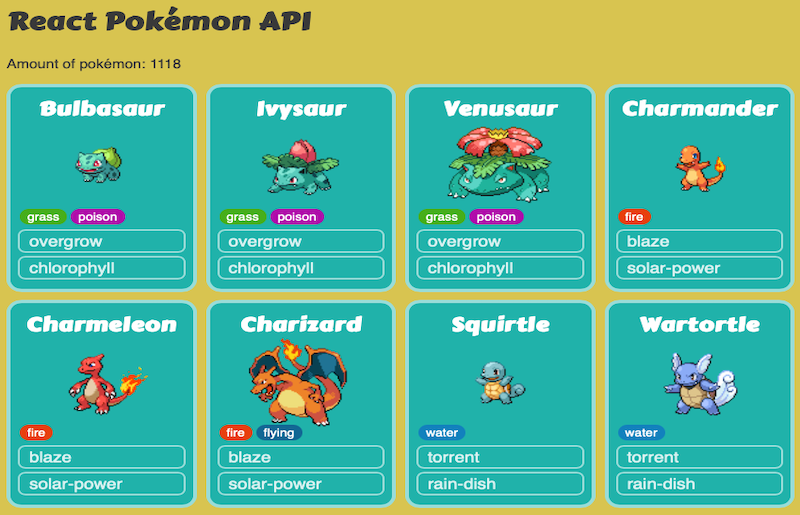 React Pokémon API
Amount of pokémon: 1118
Bulbasaur
grass poison
overgrow
chlorophyll
Ivysaur
grass poison
overgrow
chlorophyll
Venusaur
grass poison
overgrow
chlorophyll
Charmander
fire
blaze
solar-power
Charmeleon
fire
blaze
solar-power
Charizard
fire flying
blaze
solar-power
Squirtle
water
torrent
rain-dish
Wartortle
water
torrent
rain-dish